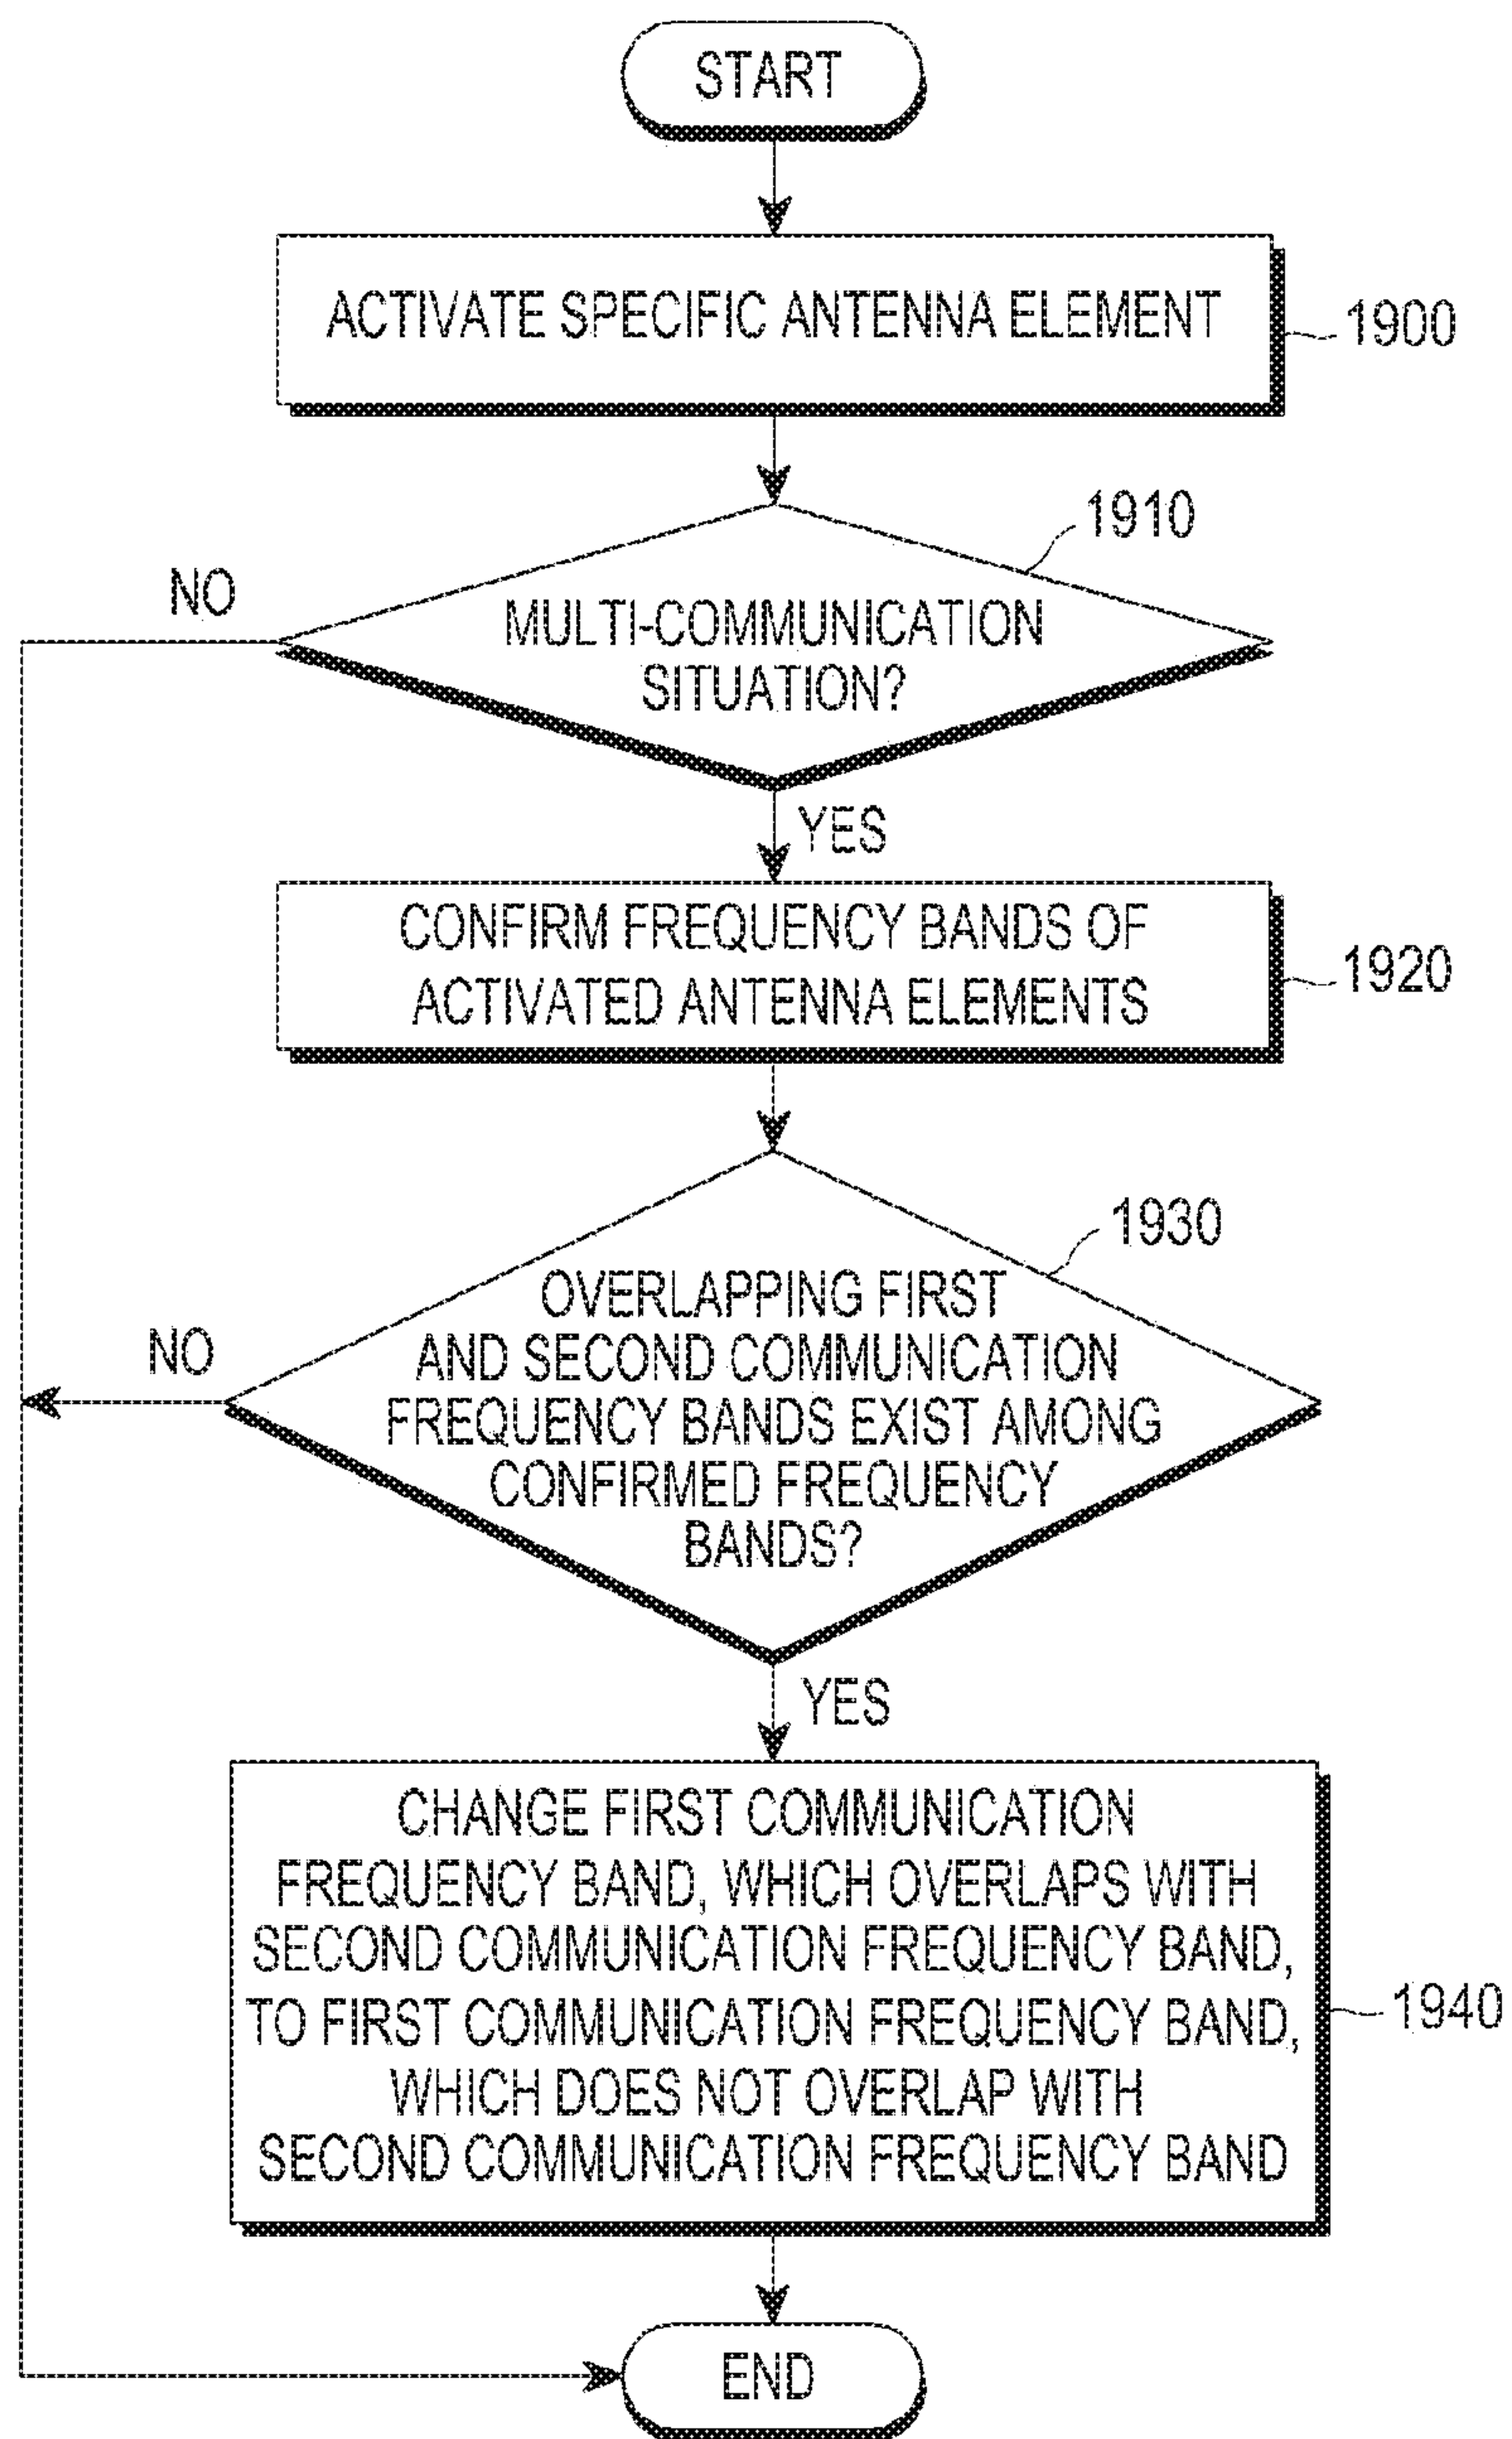 START
ACTIVATE SPECIFIC ANTENNA ELEMENT
1900
1910
NO
MULTI-COMMUNICATION
SITUATION?
YES
CONFIRM FREQUENCY BANDS OF
ACTIVATED ANTENNA ELEMENTS
1920
1930
NO
OVERLAPPING FIRST
AND SECOND COMMUNICATION
FREQUENCY BANDS EXIST AMONG
CONFIRMED FREQUENCY
BANDS?
YES
CHANGE FIRST COMMUNICATION
FREQUENCY BAND, WHICH OVERLAPS WITH
SECOND COMMUNICATION FREQUENCY BAND,
TO FIRST COMMUNICATION FREQUENCY BAND,
WHICH DOES NOT OVERLAP WITH
SECOND COMMUNICATION FREQUENCY BAND
1940
END